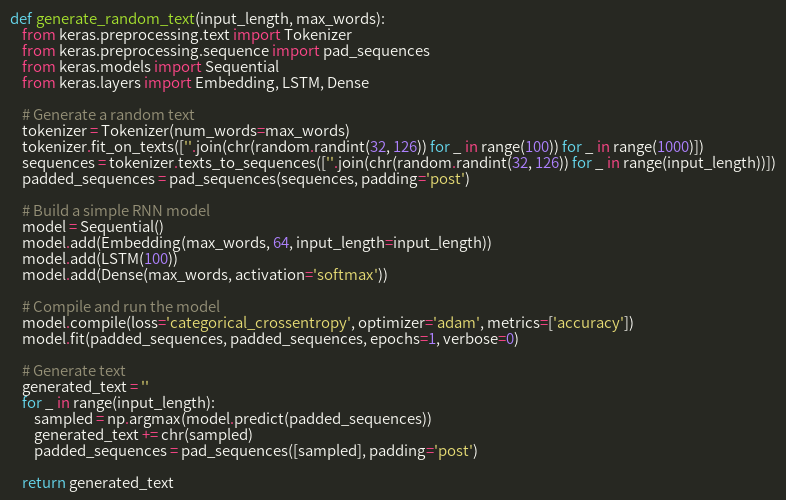 def generate_random_text(input_length, max_words):
    from keras.preprocessing.text import Tokenizer
    from keras.preprocessing.sequence import pad_sequences
    from keras.models import Sequential
    from keras.layers import Embedding, LSTM, Dense

    # Generate a random text
    tokenizer = Tokenizer(num_words=max_words)
    tokenizer.fit_on_texts([''.join(chr(random.randint(32, 126)) for _ in range(100)) for _ in range(1000)])
    sequences = tokenizer.texts_to_sequences([''.join(chr(random.randint(32, 126)) for _ in range(input_length))])
    padded_sequences = pad_sequences(sequences, padding='post')

    # Build a simple RNN model
    model = Sequential()
    model.add(Embedding(max_words, 64, input_length=input_length))
    model.add(LSTM(100))
    model.add(Dense(max_words, activation='softmax'))

    # Compile and run the model
    model.compile(loss='categorical_crossentropy', optimizer='adam', metrics=['accuracy'])
    model.fit(padded_sequences, padded_sequences, epochs=1, verbose=0)

    # Generate text
    generated_text = ''
    for _ in range(input_length):
        sampled = np.argmax(model.predict(padded_sequences))
        generated_text += chr(sampled)
        padded_sequences = pad_sequences([sampled], padding='post')

    return generated_text